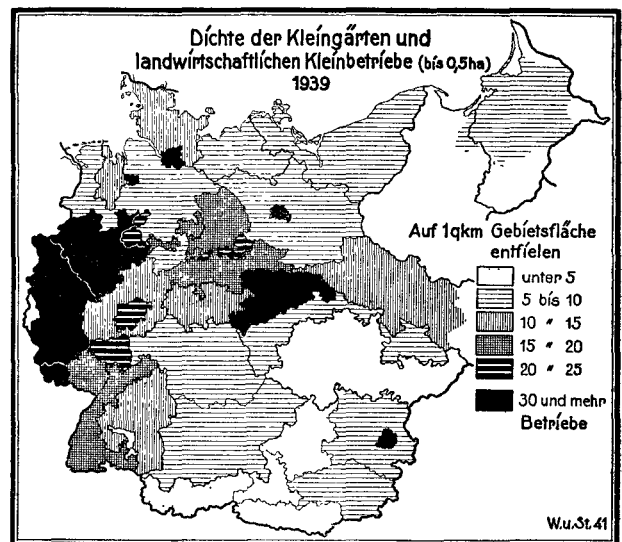 Dichte der Kleingärten und
landwirtschaftlichen Kleinbetriebe (bis 0,5ha)
1939
Auf 1qkm Gebietsfläche
entfielen
unter 5
5 bis 10
10 " 15
15 " 20
20 " 25
30 und mehr
Betriebe
W.u.St.41